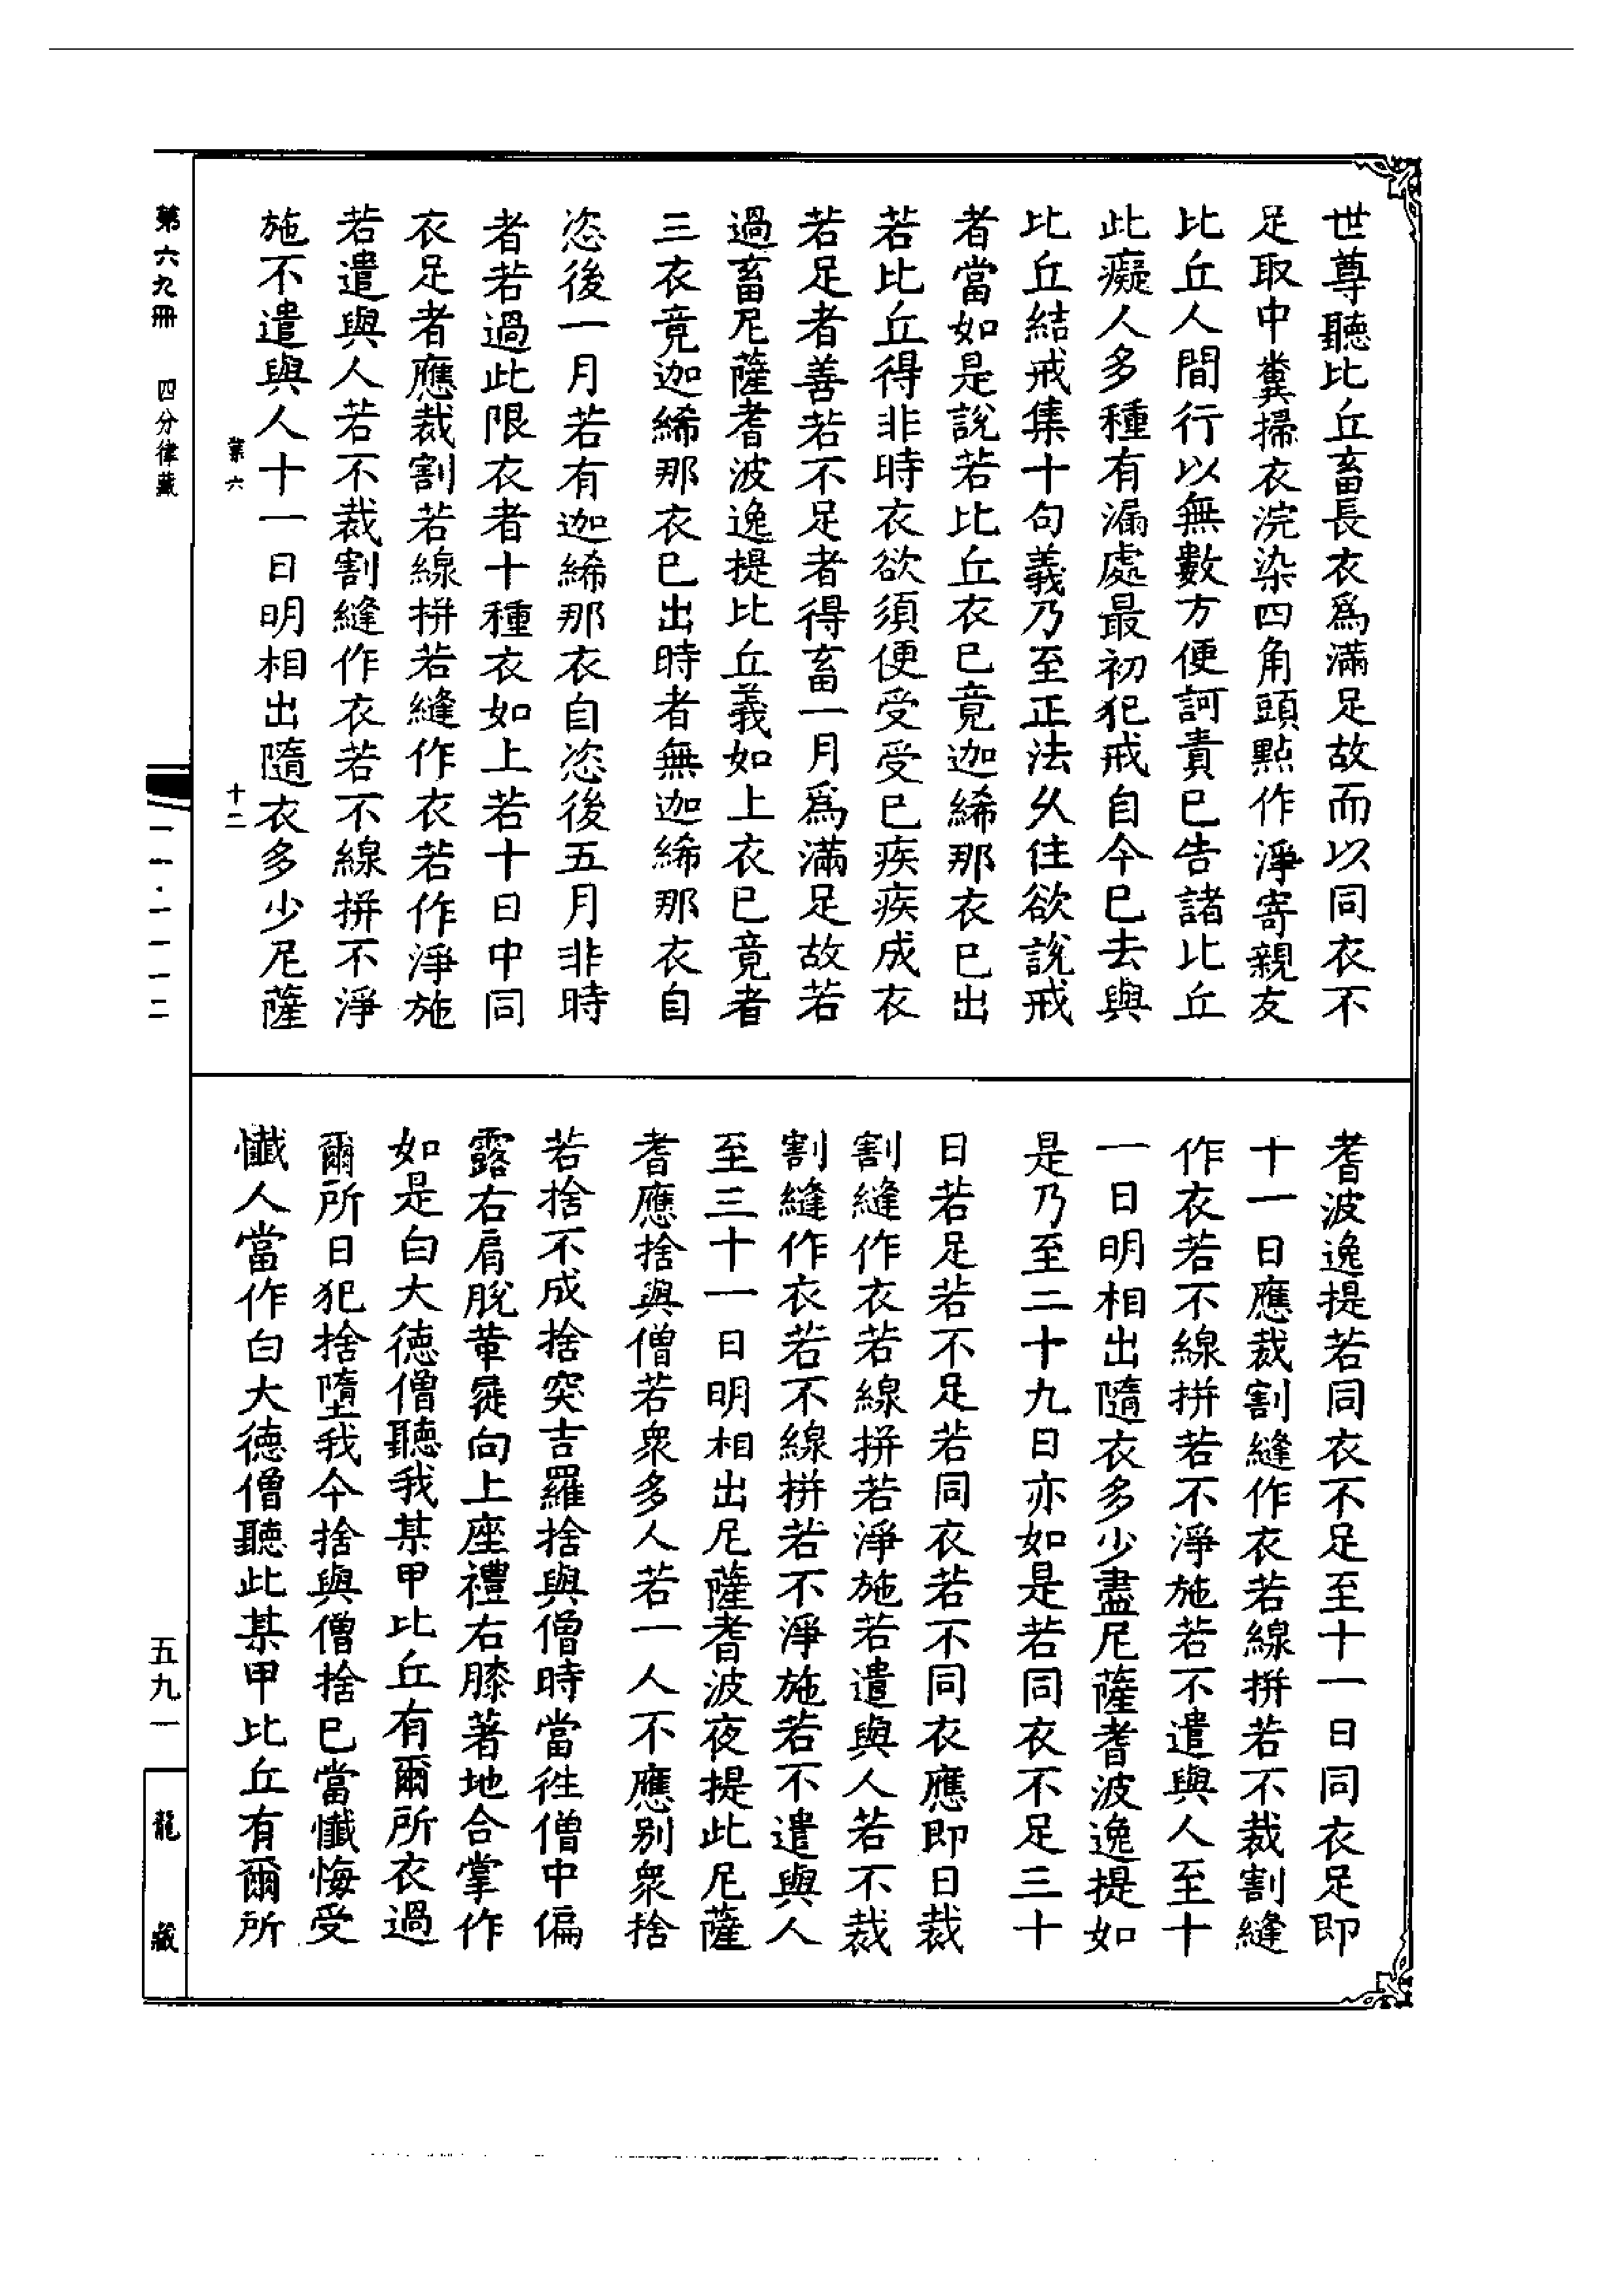 世尊聽比丘畜長衣爲滿足故而以同衣不
足取中糞掃衣浣染四角頭點作淨寄親友
比丘人間行以無數方便訶責已告諸比丘
此癡人多種有漏處最初犯戒自今已去與
比丘結戒集十句義乃至正法久住欲説戒
者當如是説若比丘衣已竟迦絺那衣已出
若比丘得非時衣欲須便受受已疾疾成衣
若足者善若不足者得畜一月爲滿足故若
過畜尼薩耆波逸提比丘義如上衣已竟者
三衣竟迦絺那衣已出時者無迦絺那衣自
恣後一月若有迦絺那衣自恣後五月非時
者若過此限衣者十種衣如上若十日中同
衣足者應裁割若線拼若縫作衣若作淨施
若遣與人若不裁割縫作衣若不線拼不淨
施不遣與人十一日明相出隨衣多少尼薩
業六
十二
耆波逸提若同衣不足至十一日同衣足即
十一日應裁割縫作衣若線拼若不裁割縫
作衣若不線拼若不淨施若不遣與人至十
一日明相出隨衣多少盡尼薩耆波逸提如
是乃至二十九日亦如是若同衣不足三十
日若足若不足若同衣若不同衣應即日裁
割縫作衣若線拼若淨施若遣與人若不裁
割縫作衣若不線拼若不淨施若不遣與人
至三十一日明相出尼薩耆波夜提此尼薩
耆應捨與僧若衆多人若一人不應別衆捨
若捨不成捨突吉羅捨與僧時當往僧中偏
露右肩脫革屣向上座禮右膝著地合掌作
如是白大德僧聽我某甲比丘有爾所衣過
爾所日犯捨墮我今捨與僧捨已當懺悔受
懺人當作白大德僧聽此某甲比丘有爾所
第六九冊 四分律藏
一一·一一一二
五九一
龍藏